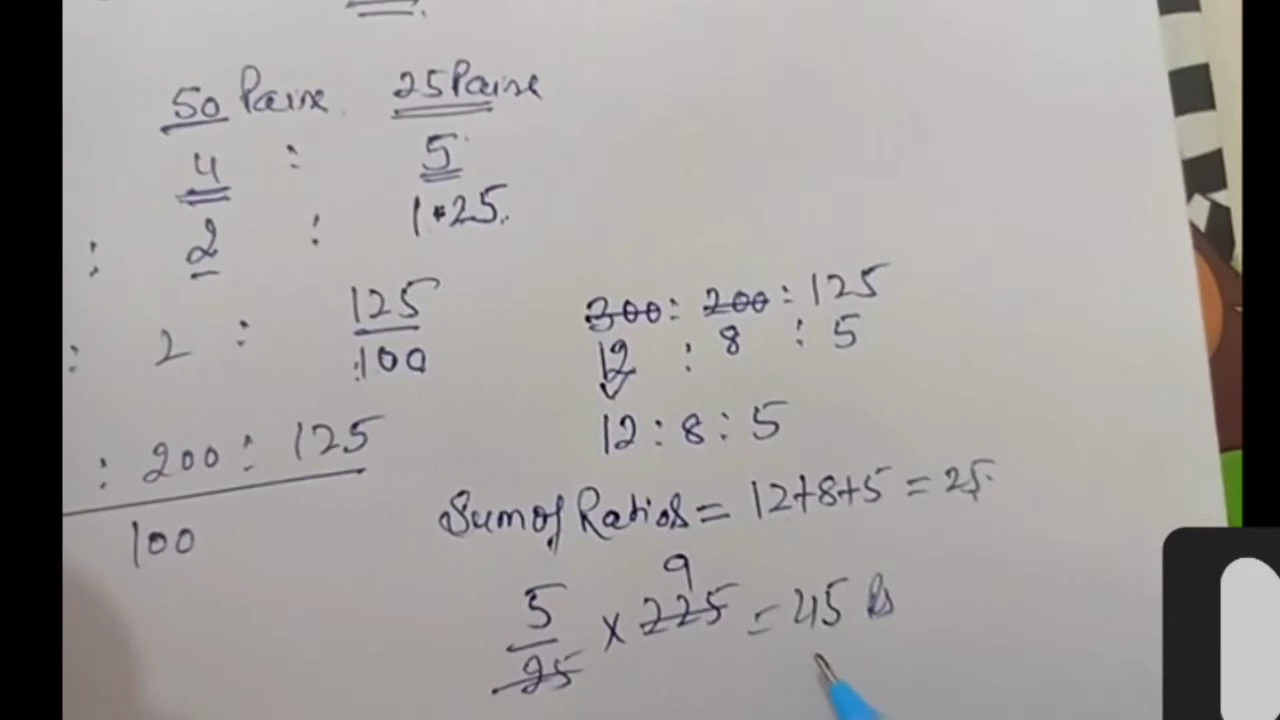 50 Paise 25 Paise
4 : 5
: 2 : 1.25
: 2 : 125
100
: 200 : 125
100
300 : 200 : 125
12 : 8 : 5
12 : 8 : 5
Sum of Ratios = 12+8+5 = 25
9
5 × 225 = 45
25